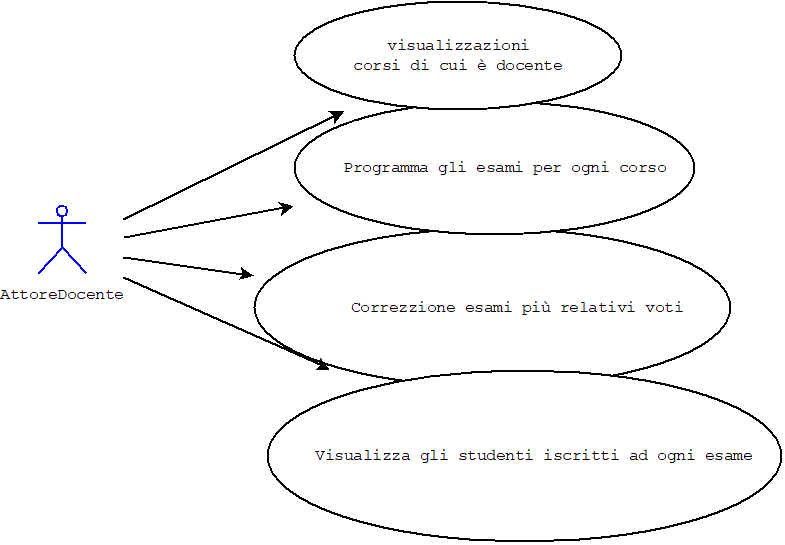 visualizzazioni
corsi di cui è docente
Programma gli esami per ogni corso
AttoreDocente
Correzzione esami più relativi voti
Visualizza gli studenti iscritti ad ogni esame